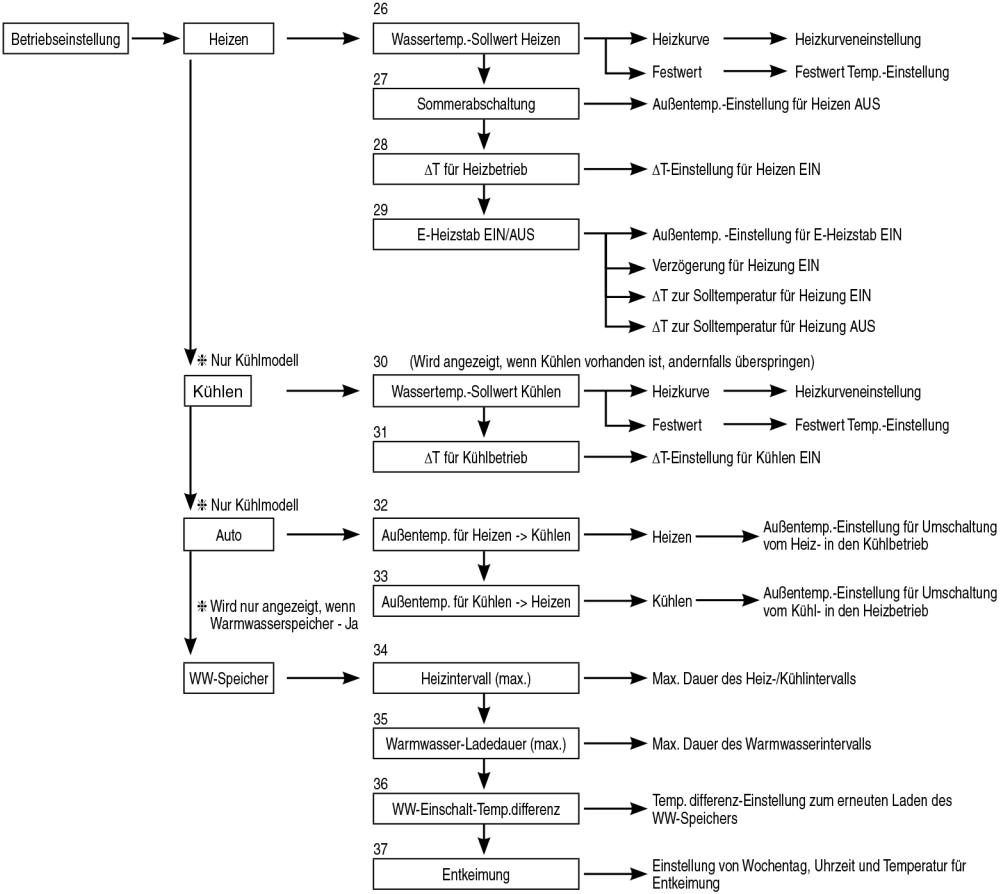 26
Betriebseinstellung
Heizen
Wassertemp.-Sollwert Heizen
Heizkurve
Heizkurveneinstellung
Festwert
Festwert Temp.-Einstellung
27
Sommerabschaltung
Außentemp.-Einstellung für Heizen AUS
28
ΔT für Heizbetrieb
ΔT-Einstellung für Heizen EIN
29
E-Heizstab EIN/AUS
Außentemp. -Einstellung für E-Heizstab EIN
Verzögerung für Heizung EIN
ΔT zur Solltemperatur für Heizung EIN
ΔT zur Solltemperatur für Heizung AUS
※ Nur Kühlmodell
30 (Wird angezeigt, wenn Kühlen vorhanden ist, andernfalls überspringen)
Kühlen
Wassertemp.-Sollwert Kühlen
Heizkurve
Heizkurveneinstellung
Festwert
Festwert Temp.-Einstellung
31
ΔT für Kühlbetrieb
ΔT-Einstellung für Kühlen EIN
※ Nur Kühlmodell
32
Auto
Außentemp. für Heizen -> Kühlen
Heizen
Außentemp.-Einstellung für Umschaltung
vom Heiz- in den Kühlbetrieb
33
Außentemp. für Kühlen -> Heizen
Kühlen
Außentemp.-Einstellung für Umschaltung
vom Kühl- in den Heizbetrieb
※ Wird nur angezeigt, wenn
Warmwasserspeicher - Ja
34
WW-Speicher
Heizintervall (max.)
Max. Dauer des Heiz-/Kühlintervalls
35
Warmwasser-Ladedauer (max.)
Max. Dauer des Warmwasserintervalls
36
WW-Einschalt-Temp.differenz
Temp. differenz-Einstellung zum erneuten Laden des
WW-Speichers
37
Entkeimung
Einstellung von Wochentag, Uhrzeit und Temperatur für
Entkeimung